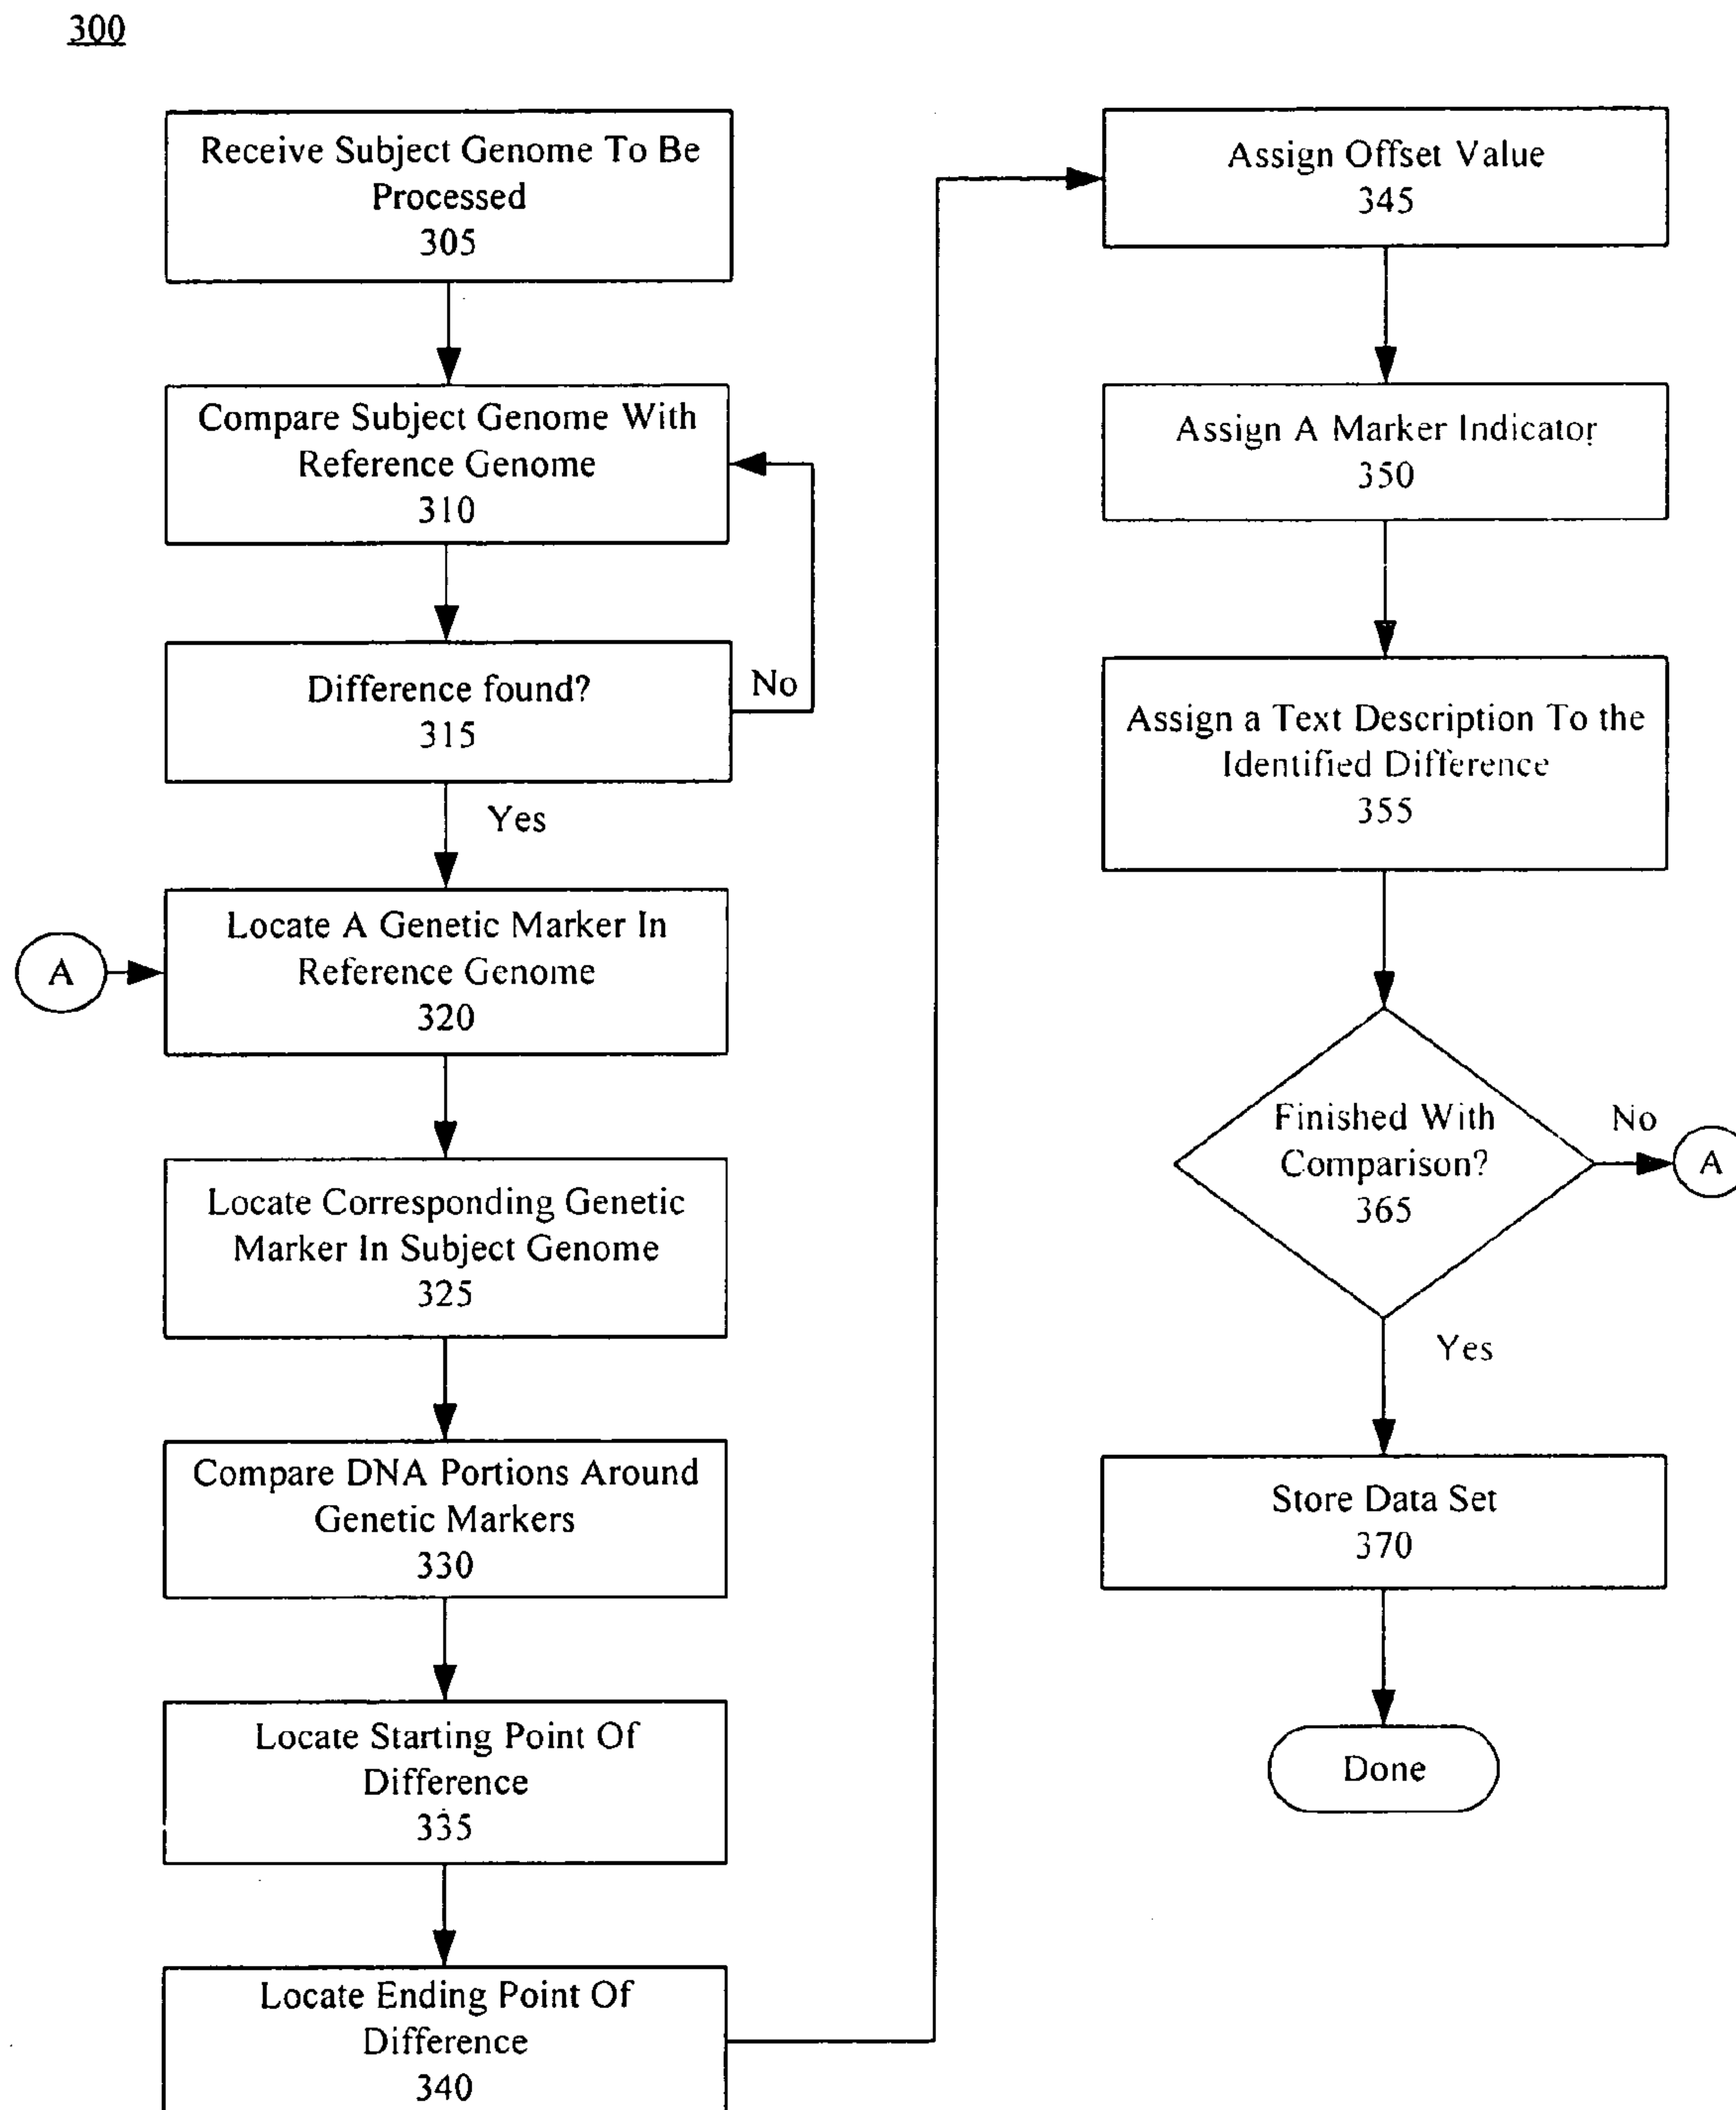 300
Receive Subject Genome To Be
Processed
305
Compare Subject Genome With
Reference Genome
310
Difference found?
315
No
Yes
A
Locate A Genetic Marker In
Reference Genome
320
Locate Corresponding Genetic
Marker In Subject Genome
325
Compare DNA Portions Around
Genetic Markers
330
Locate Starting Point Of
Difference
335
Locate Ending Point Of
Difference
340
Assign Offset Value
345
Assign A Marker Indicator
350
Assign a Text Description To the
Identified Difference
355
Finished With
Comparison?
365
No
A
Yes
Store Data Set
370
Done